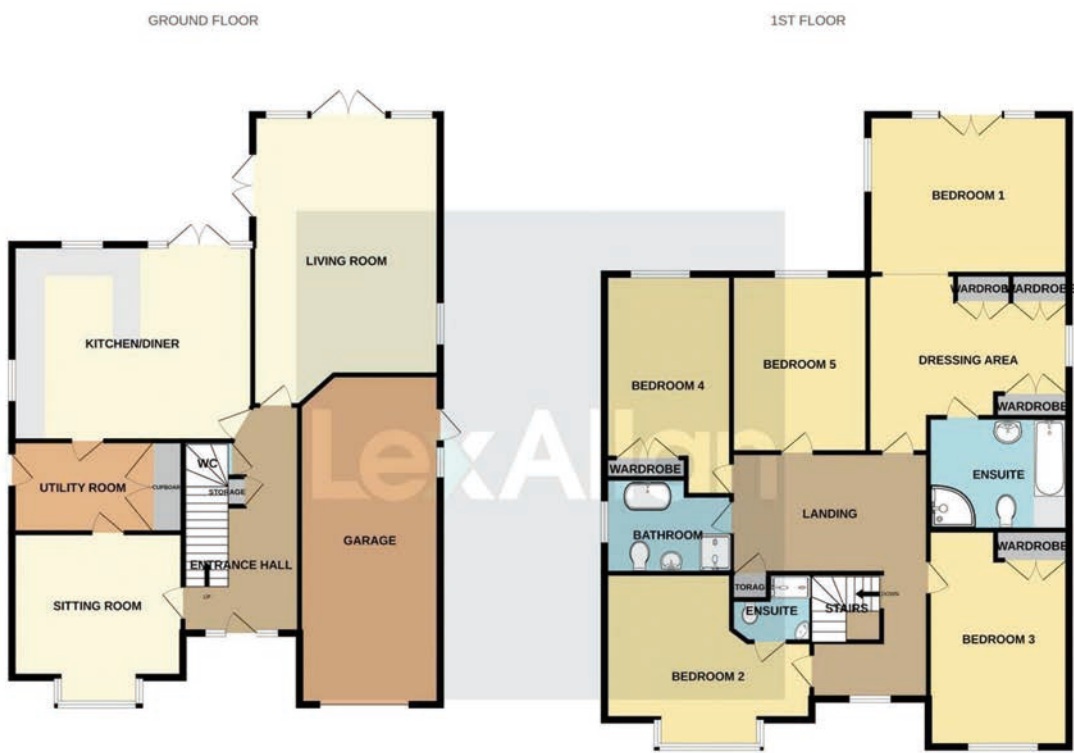 GROUND FLOOR
1ST FLOOR
LIVING ROOM
KITCHEN/DINER
WC
STORAGE
UTILITY ROOM
CUPBOARD
GARAGE
ENTRANCE HALL
UP
SITTING ROOM
BEDROOM 1
WARDROBE
WARDROBE
DRESSING AREA
BEDROOM 5
BEDROOM 4
WARDROBE
WARDROBE
ENSUITE
LANDING
BATHROOM
WARDROBE
STORAGE
ENSUITE
STAIRS
DOWN
BEDROOM 3
BEDROOM 2
LexAllan